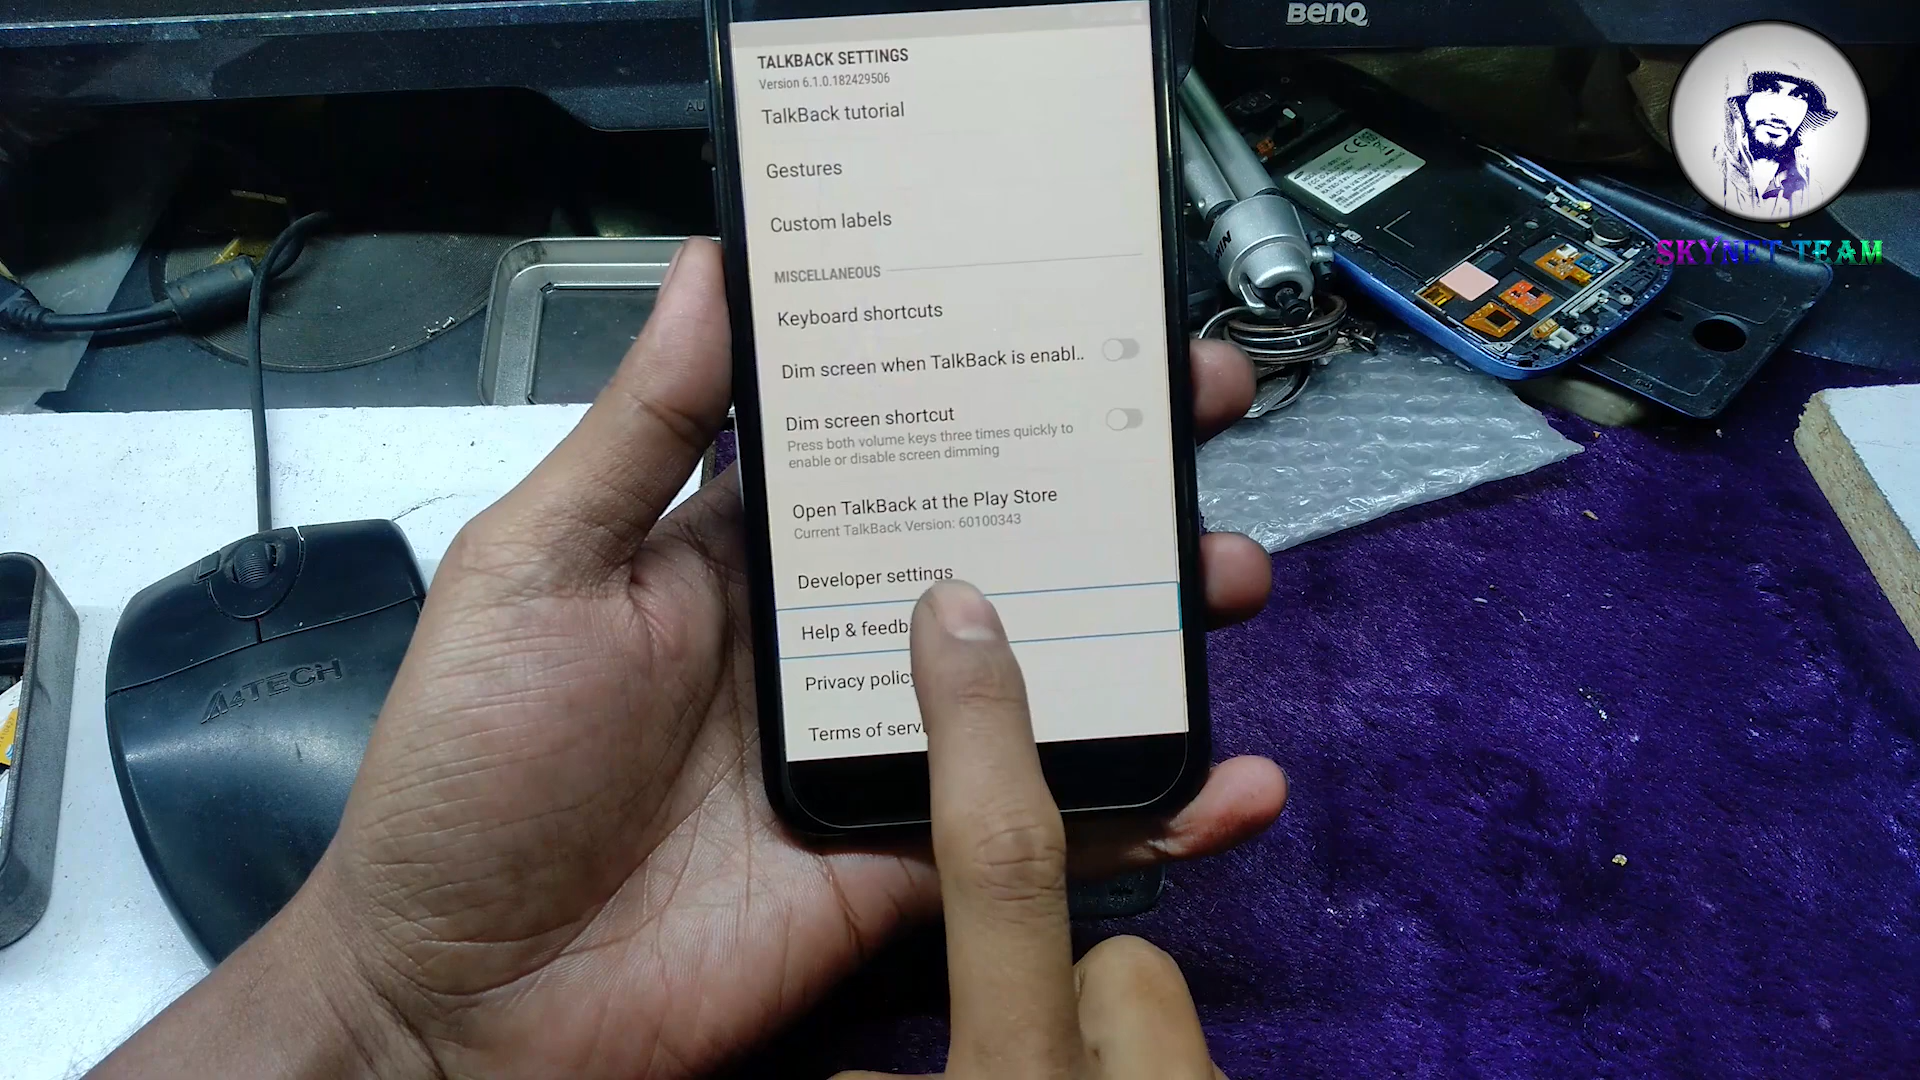 BenQ
TALKBACK SETTINGS
Version 6.1.0.182429506
TalkBack tutorial
Gestures
Custom labels
MISCELLANEOUS
Keyboard shortcuts
Dim screen when TalkBack is enabl..
Dim screen shortcut
Press both volume keys three times quickly to
enable or disable screen dimming
Open TalkBack at the Play Store
Current TalkBack Version: 60100343
Developer settings
Help & feedb
Privacy policy
Terms of servi
A4TECH
SKYNET TEAM